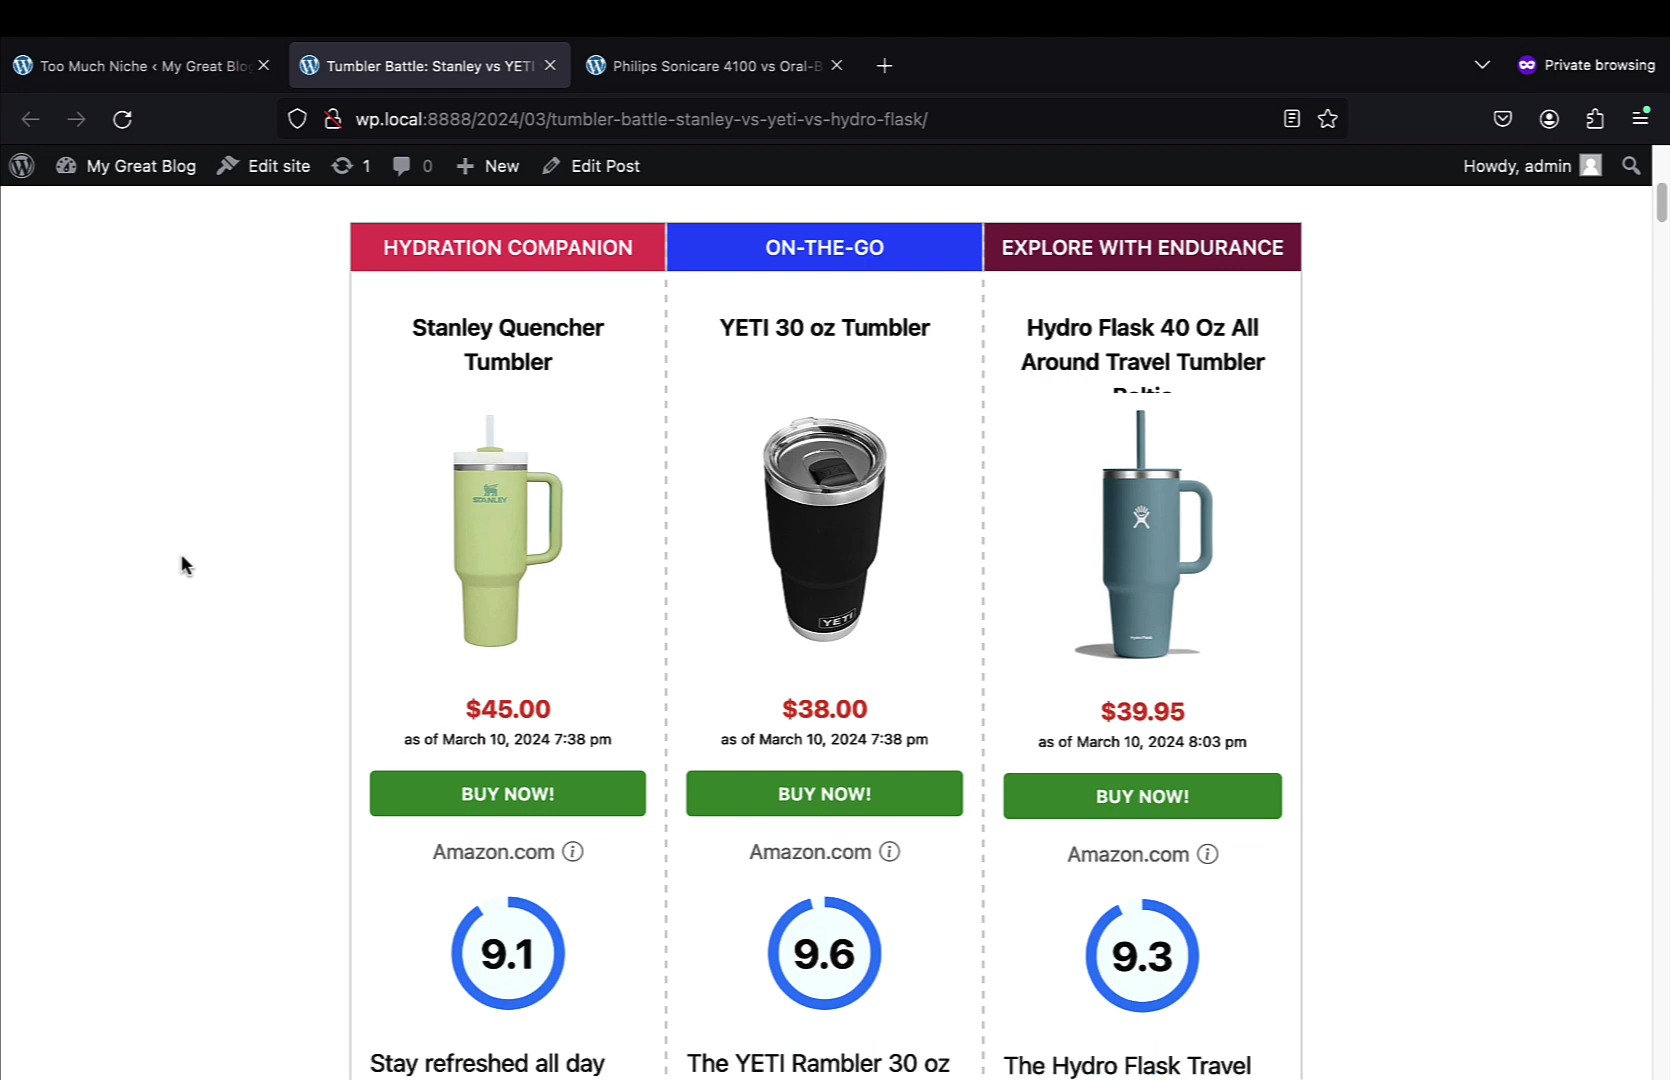 Too Much Niche ‹ My Great Blo
Tumbler Battle: Stanley vs YETI
Philips Sonicare 4100 vs Oral-B
Private browsing
wp.local:8888/2024/03/tumbler-battle-stanley-vs-yeti-vs-hydro-flask/
My Great Blog
Edit site
1
0
New
Edit Post
Howdy, admin
HYDRATION COMPANION
ON-THE-GO
EXPLORE WITH ENDURANCE
Stanley Quencher
Tumbler
YETI 30 oz Tumbler
Hydro Flask 40 Oz All
Around Travel Tumbler
Baltic
STANLEY
YETI
Hydro Flask
$45.00
as of March 10, 2024 7:38 pm
BUY NOW!
Amazon.com
9.1
Stay refreshed all day
$38.00
as of March 10, 2024 7:38 pm
BUY NOW!
Amazon.com
9.6
The YETI Rambler 30 oz
$39.95
as of March 10, 2024 8:03 pm
BUY NOW!
Amazon.com
9.3
The Hydro Flask Travel